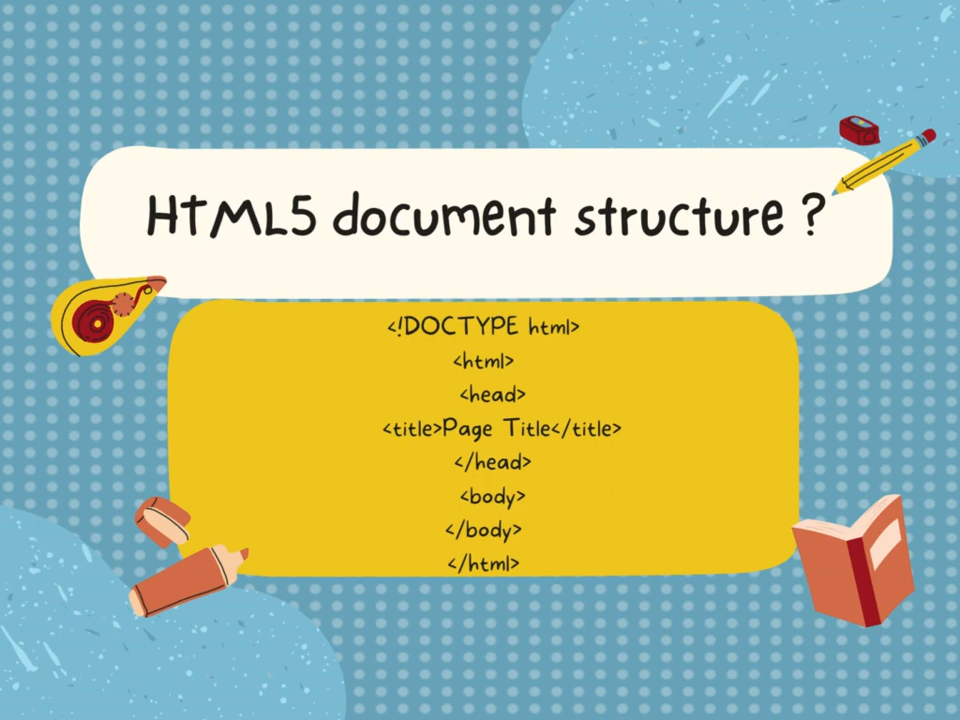 HTML5 document structure ?
<!DOCTYPE html>
<html>
<head>
<title>Page Title</title>
</head>
<body>
</body>
</html>